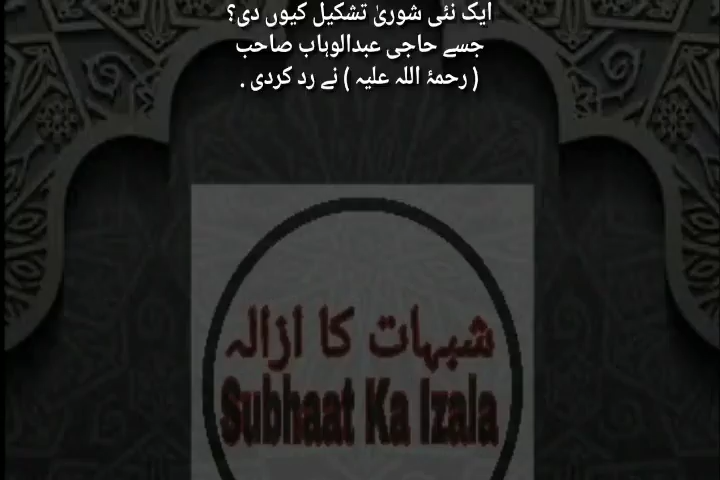 ایک نئی شوریٰ تشکیل کیوں دی؟
جسے حاجی عبدالوہاب صاحب
( رحمۂ اللہ علیہ ) نے رد کردی .
شبہات کا ازالہ
Subhaat Ka Izala